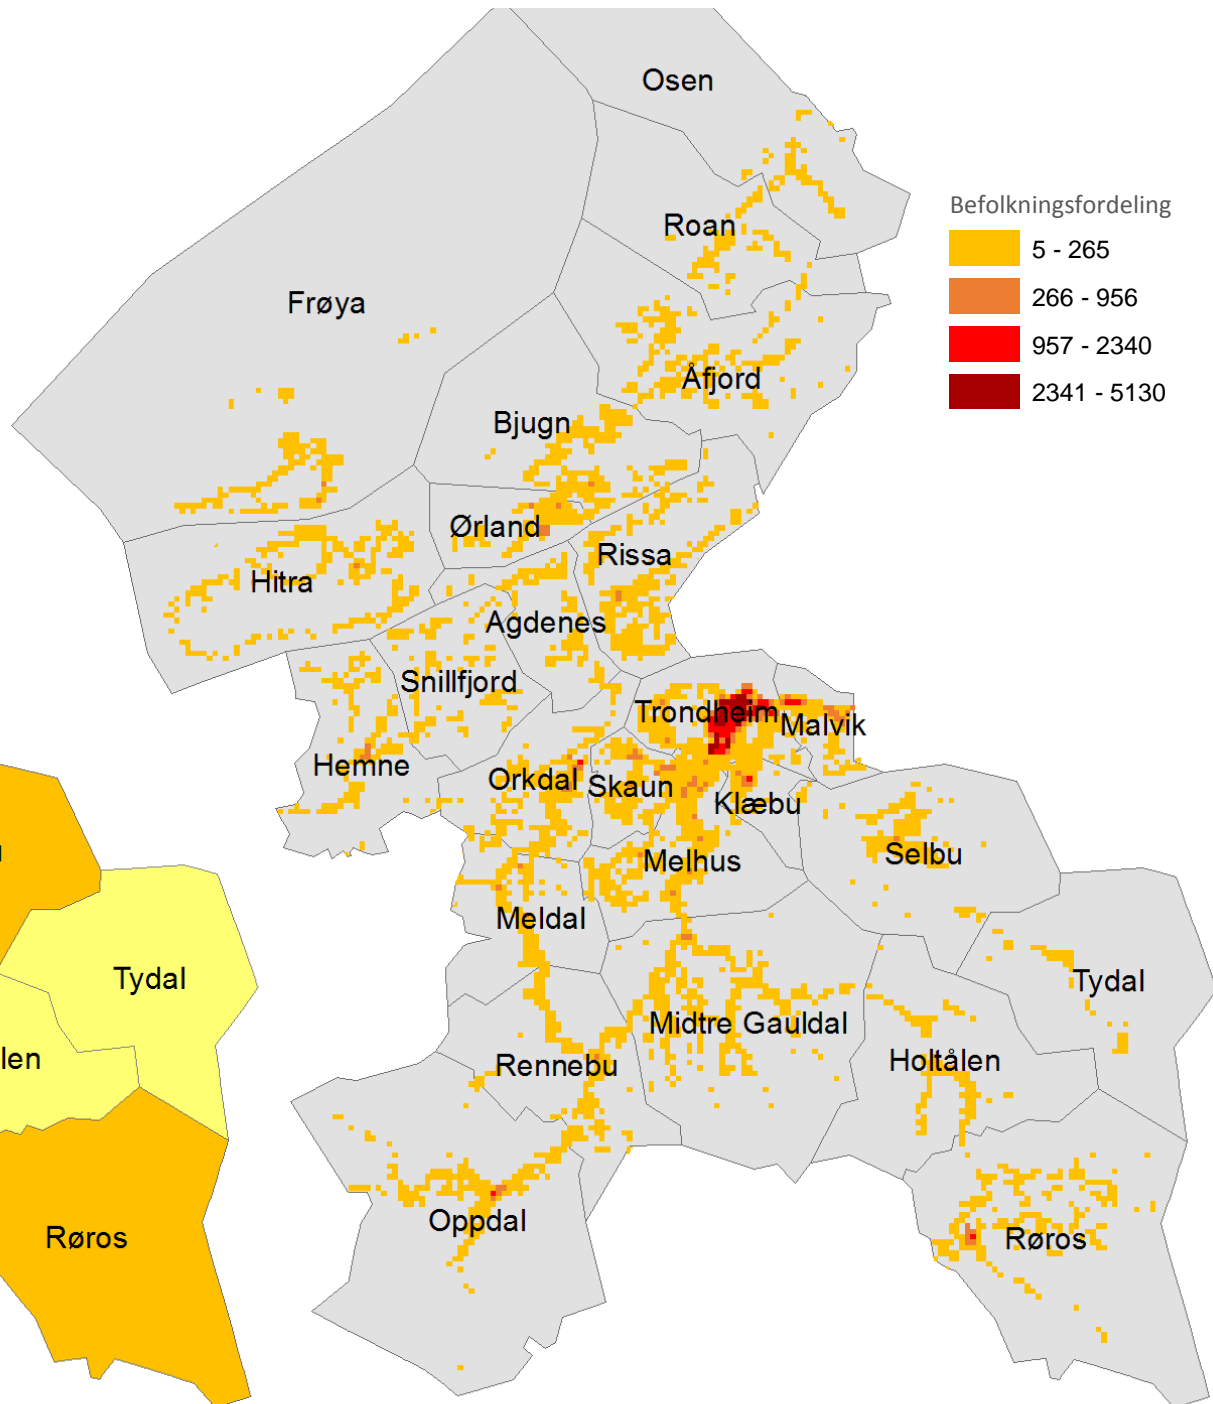 Osen
Befolkningsfordeling
Roan
5 - 265
266 - 956
Frøya
957 - 2340
Åfjord
2341 - 5130
Bjugn
Ørland
Rissa
Hitra
Agdenes
Snillfjord
Trondheim
Malvik
Hemne
Orkdal
Skaun
Klæbu
Melhus
Selbu
Meldal
Tydal
Tydal
Midtre Gauldal
len
Rennebu
Holtålen
Oppdal
Røros
Røros